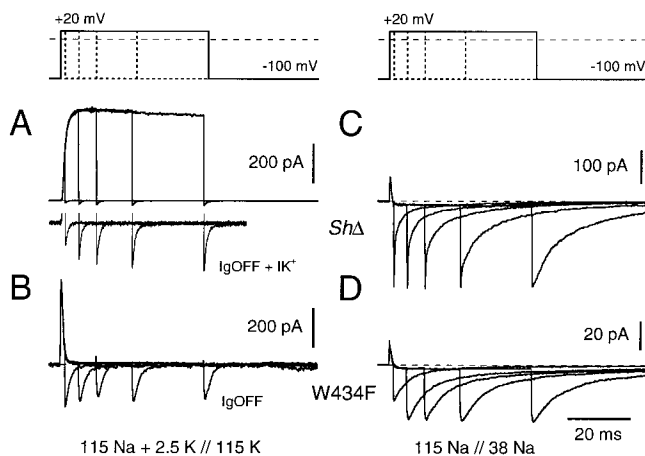 +20 mV
-100 mV
+20 mV
-100 mV
A
200 pA
IgOFF + IK⁺
B
200 pA
IgOFF
115 Na + 2.5 K // 115 K
C
100 pA
ShΔ
D
20 pA
W434F
20 ms
115 Na // 38 Na